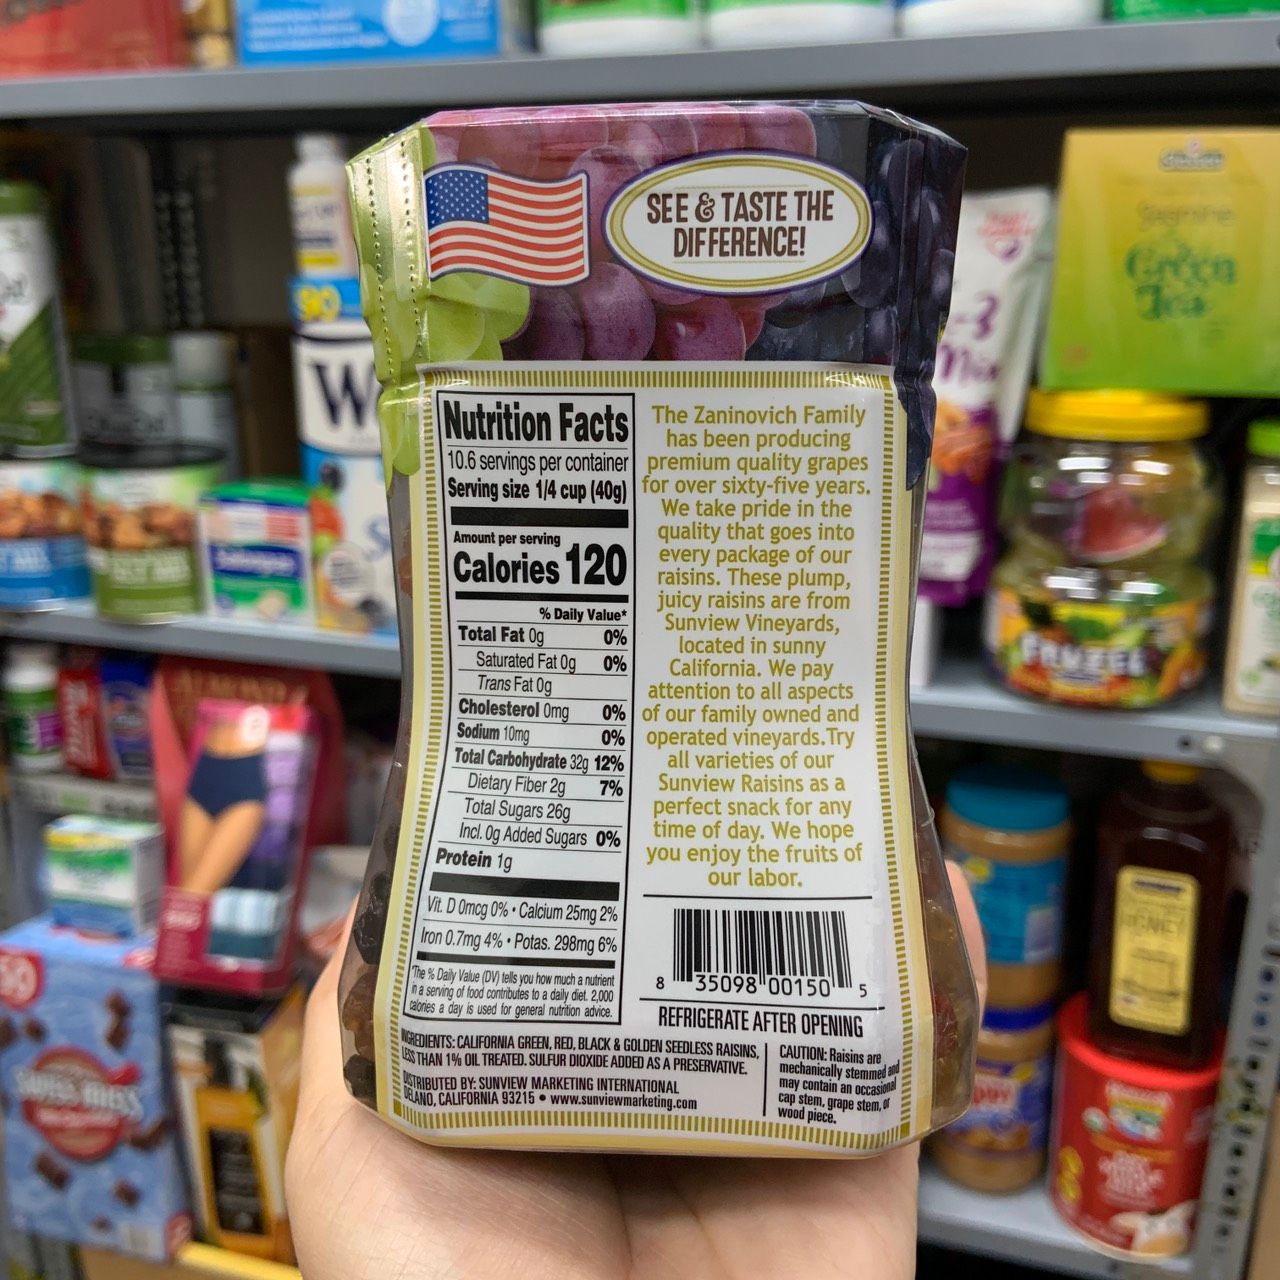 SEE & TASTE THE
DIFFERENCE!
Nutrition Facts
10.6 servings per container
Serving size 1/4 cup (40g)
Amount per serving
Calories 120
% Daily Value*
Total Fat 0g 0%
Saturated Fat 0g 0%
Trans Fat 0g
Cholesterol 0mg 0%
Sodium 10mg 0%
Total Carbohydrate 32g 12%
Dietary Fiber 2g 7%
Total Sugars 26g
Incl. 0g Added Sugars 0%
Protein 1g
Vit. D 0mcg 0% • Calcium 25mg 2%
Iron 0.7mg 4% • Potas. 298mg 6%
*The % Daily Value (DV) tells you how much a nutrient
in a serving of food contributes to a daily diet. 2,000
calories a day is used for general nutrition advice.
The Zaninovich Family
has been producing
premium quality grapes
for over sixty-five years.
We take pride in the
quality that goes into
every package of our
raisins. These plump,
juicy raisins are from
Sunview Vineyards,
located in sunny
California. We pay
attention to all aspects
of our family owned and
operated vineyards.Try
all varieties of our
Sunview Raisins as a
perfect snack for any
time of day. We hope
you enjoy the fruits of
our labor.
8 35098 00150 5
REFRIGERATE AFTER OPENING
INGREDIENTS: CALIFORNIA GREEN, RED, BLACK & GOLDEN SEEDLESS RAISINS,
LESS THAN 1% OIL TREATED. SULFUR DIOXIDE ADDED AS A PRESERVATIVE.
DISTRIBUTED BY: SUNVIEW MARKETING INTERNATIONAL
DELANO, CALIFORNIA 93215 • www.sunviewmarketing.com
CAUTION: Raisins are
mechanically stemmed and
may contain an occasional
cap stem, grape stem, or
wood piece.
Jasmine
Green
Tea
-3
Mix
90
W
ALMOND
SWISS MISS
50
HONEY